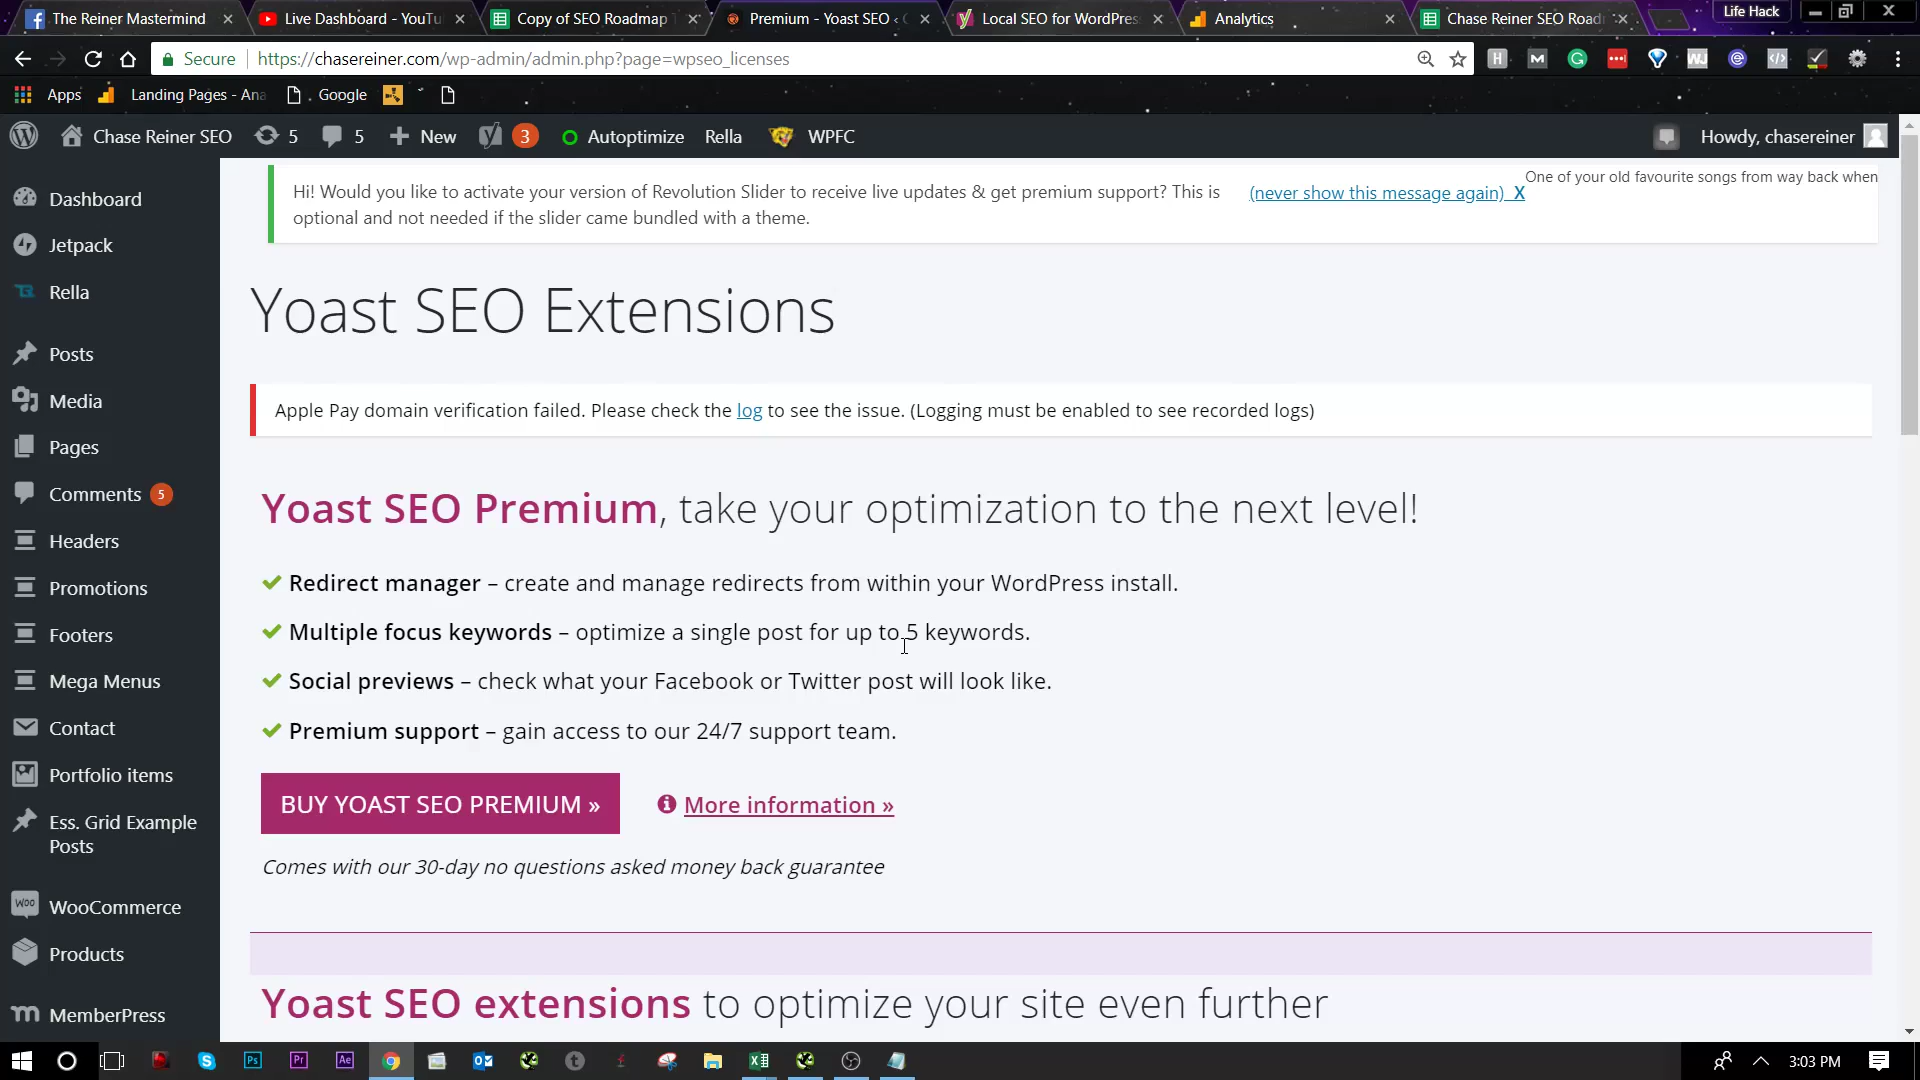 The Reiner Mastermind
Live Dashboard - YouTu
Copy of SEO Roadmap T
Premium - Yoast SEO ‹ C
Local SEO for WordPress
Analytics
Chase Reiner SEO Roadm
Life Hack
Secure
https://chasereiner.com/wp-admin/admin.php?page=wpseo_licenses
Apps
Landing Pages - Ana
Google
Chase Reiner SEO
5
5
New
3
Autoptimize
Rella
WPFC
Howdy, chasereiner
Dashboard
Jetpack
Rella
Posts
Media
Pages
Comments 5
Headers
Promotions
Footers
Mega Menus
Contact
Portfolio items
Ess. Grid Example
Posts
WooCommerce
Products
MemberPress
Hi! Would you like to activate your version of Revolution Slider to receive live updates & get premium support? This is
optional and not needed if the slider came bundled with a theme.
(never show this message again) X
One of your old favourite songs from way back when
Yoast SEO Extensions
Apple Pay domain verification failed. Please check the log to see the issue. (Logging must be enabled to see recorded logs)
Yoast SEO Premium, take your optimization to the next level!
Redirect manager – create and manage redirects from within your WordPress install.
Multiple focus keywords – optimize a single post for up to 5 keywords.
Social previews – check what your Facebook or Twitter post will look like.
Premium support – gain access to our 24/7 support team.
BUY YOAST SEO PREMIUM »
More information »
Comes with our 30-day no questions asked money back guarantee
Yoast SEO extensions to optimize your site even further
3:03 PM